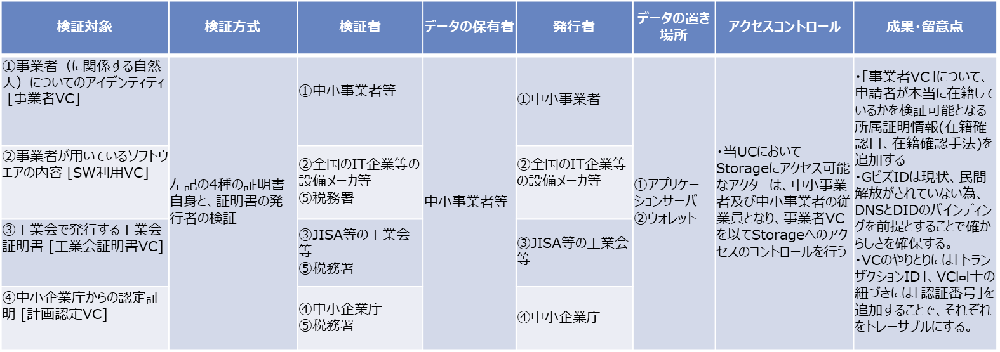 検証対象
検証方式
検証者
データの保有者
発行者
データの置き
場所
アクセスコントロール
成果・留意点
①事業者（に関係する自然
人）についてのアイデンティティ
[事業者VC]
②事業者が用いているソフトウ
エアの内容 [SW利用VC]
③工業会で発行する工業会
証明書 [工業会証明書VC]
④中小企業庁からの認定証
明 [計画認定VC]
左記の4種の証明書
自身と、証明書の発
行者の検証
①中小事業者等
②全国のIT企業等の
設備メーカ等
⑤税務署
③JISA等の工業会
等
⑤税務署
④中小企業庁
⑤税務署
中小事業者等
①中小事業者
②全国のIT企業等
の設備メーカ等
③JISA等の工業会
等
④中小企業庁
①アプリケー
ションサーバ
②ウォレット
・当UCにおいて
Storageにアクセス可能
なアクターは、中小事業
者及び中小事業者の従
業員となり、事業者VC
を以てStorageへのアク
セスのコントロールを行う
・「事業者VC」について、
申請者が本当に在籍して
いるかを検証可能となる
所属証明情報(在籍確
認日、在籍確認手法)を
追加する
・GビズIDは現状、民間
解放がされていない為、
DNSとDIDのバインディン
グを前提とすることで確か
らしさを確保する。
・VCのやりとりには「トラン
ザクションID」、VC同士の
紐づきには「認証番号」を
追加することで、それぞれ
をトレーサブルにする。